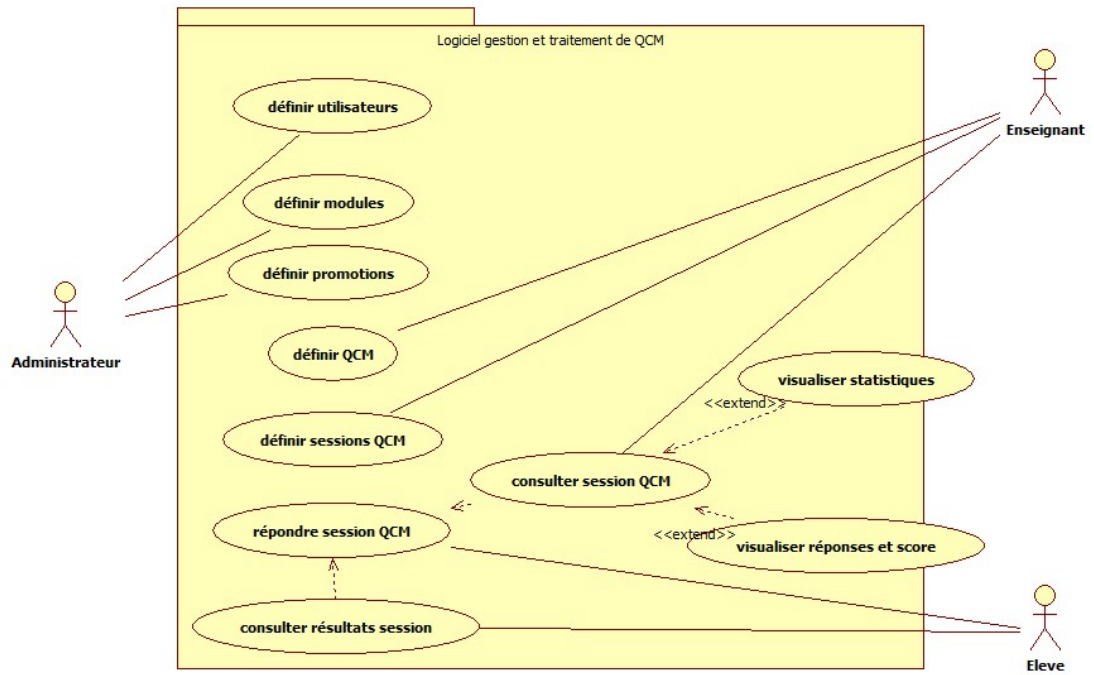 Logiciel gestion et traitement de QCM
définir utilisateurs
Enseignant
définir modules
définir promotions
Administrateur
définir QCM
visualiser statistiques
<<extend>>
définir sessions QCM
consulter session QCM
répondre session QCM
<<extend>>
visualiser réponses et score
consulter résultats session
Eleve